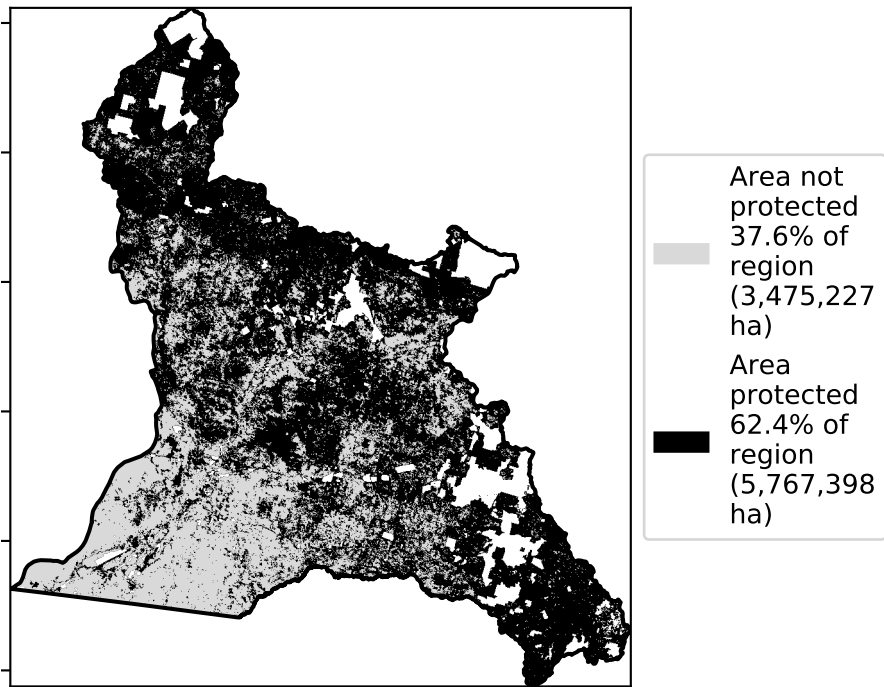 Area not
protected
37.6% of
region
(3,475,227
ha)
Area
protected
62.4% of
region
(5,767,398
ha)